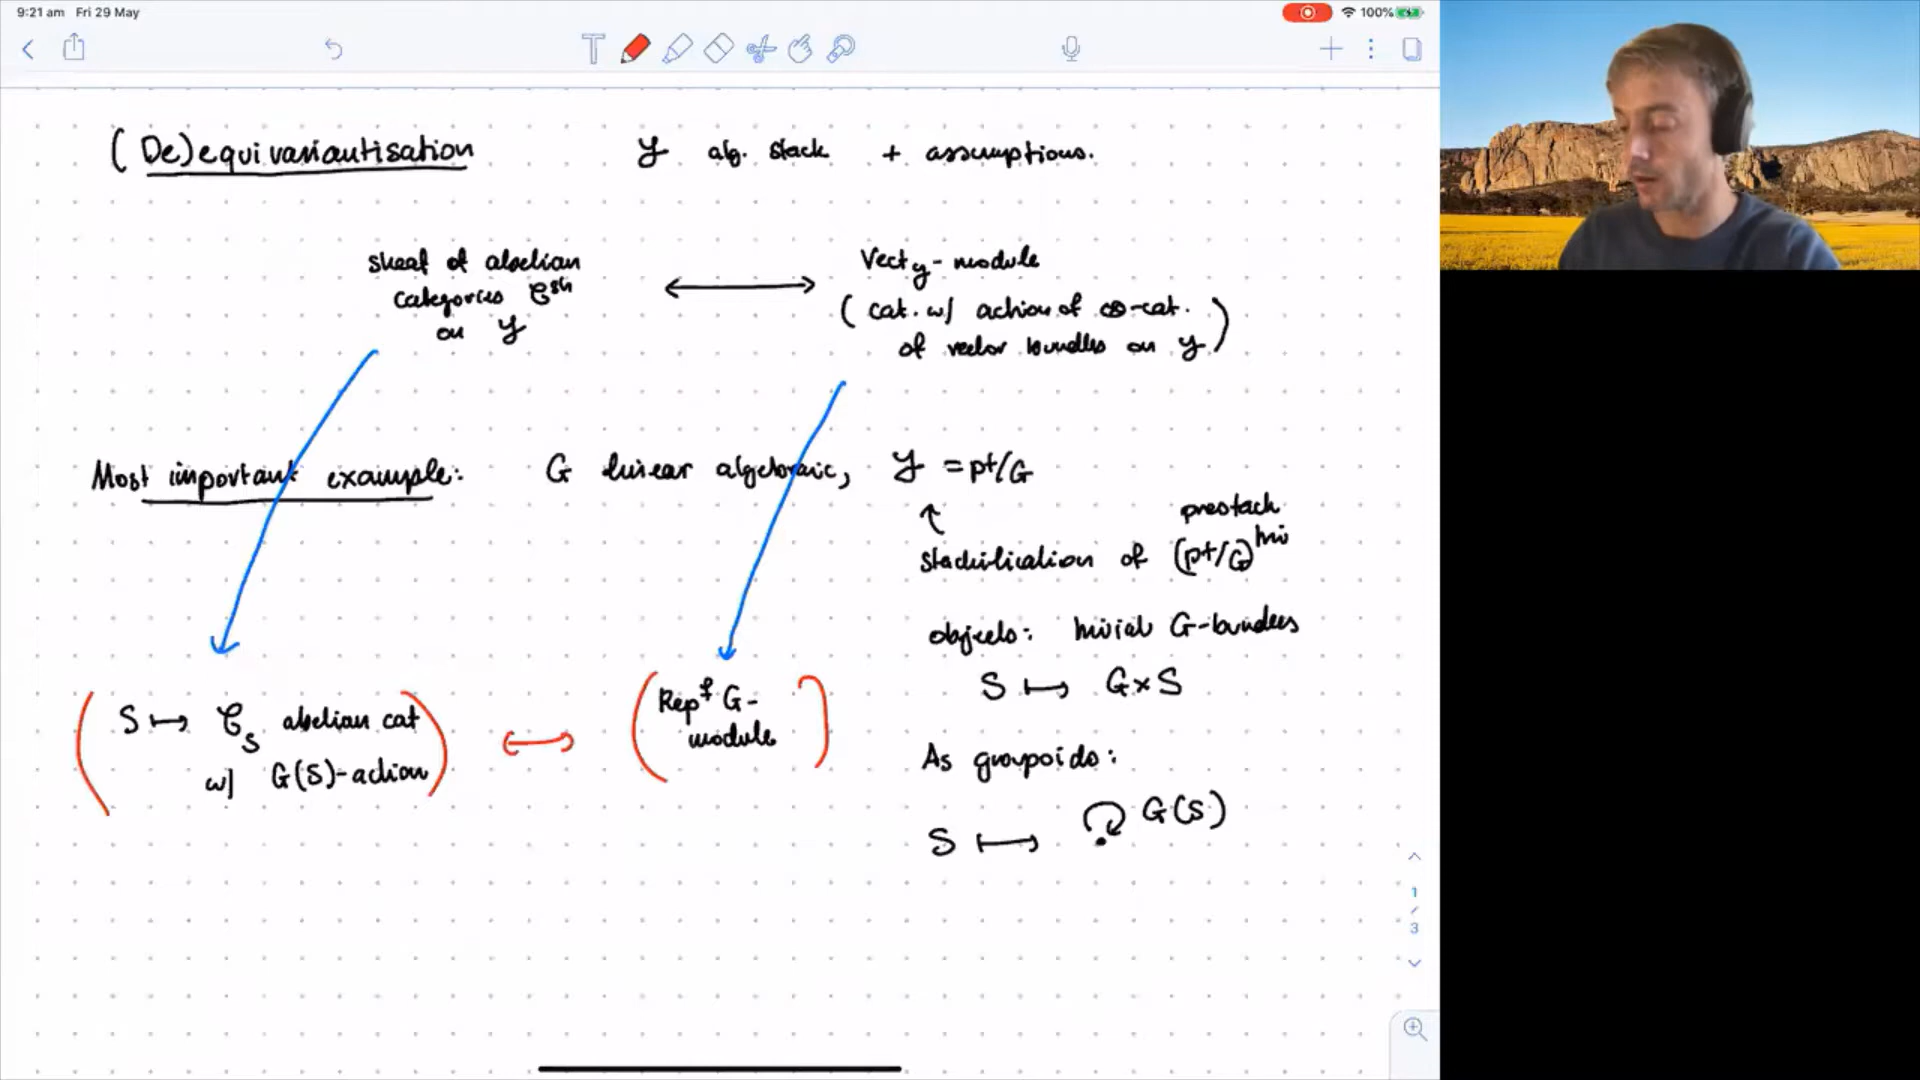 9:21 am Fri 29 May
100%
T
(De)equivariantisation
𝒴 alg. stack + assumptions.
sheaf of abelian
categories 𝒞^sh
on 𝒴
Vect_𝒴-module
(cat. w/ action of ⊗-cat.
of vector bundles on 𝒴)
Most important example: G linear algebraic, 𝒴 = pt/G
prestack
↑
stackification of (pt/G)^triv
objects: trivial G-bundles
S ↦ G×S
(S ↦ 𝒞_S abelian cat
w/ G(S)-action)
↔
(Rep^f G-
module)
As groupoids:
S ↦ G(S)
1
/
3